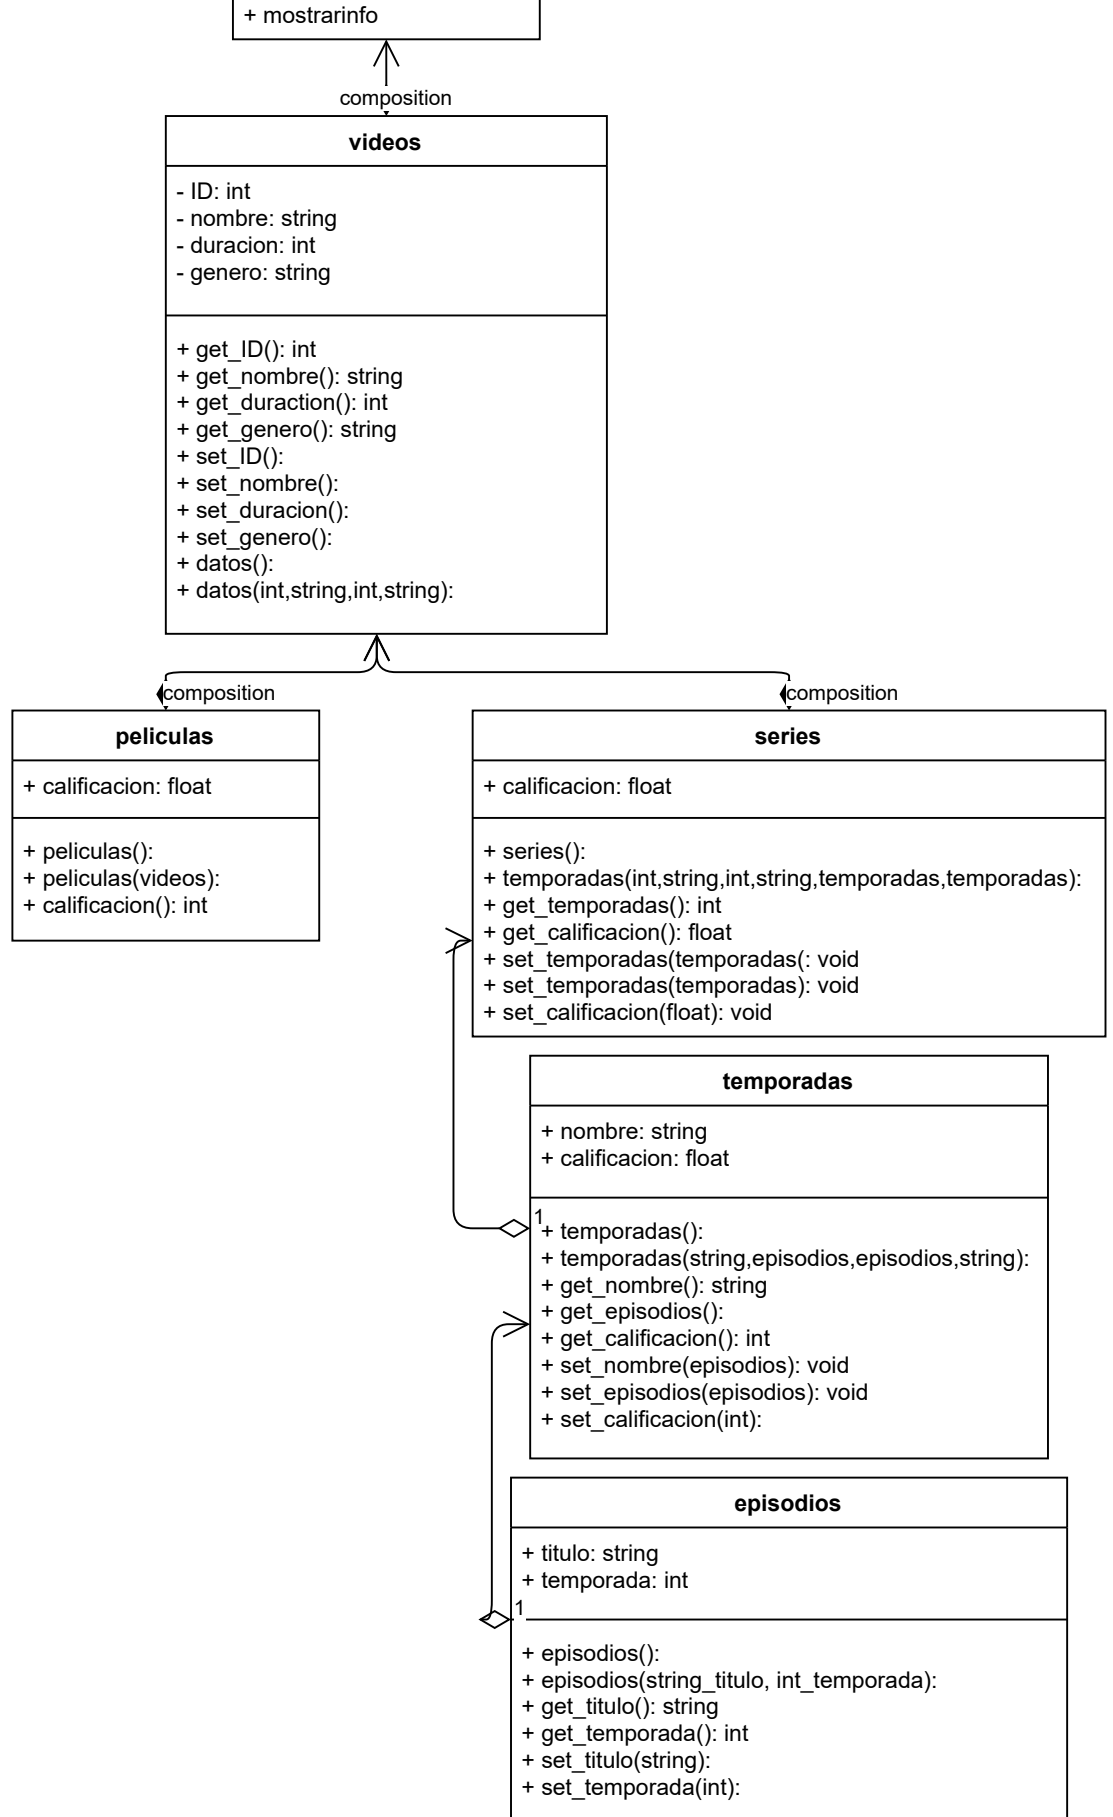 + mostrarinfo
composition
videos
- ID: int
- nombre: string
- duracion: int
- genero: string
+ get_ID(): int
+ get_nombre(): string
+ get_duraction(): int
+ get_genero(): string
+ set_ID():
+ set_nombre():
+ set_duracion():
+ set_genero():
+ datos():
+ datos(int,string,int,string):
composition
composition
peliculas
+ calificacion: float
+ peliculas():
+ peliculas(videos):
+ calificacion(): int
series
+ calificacion: float
+ series():
+ temporadas(int,string,int,string,temporadas,temporadas):
+ get_temporadas(): int
+ get_calificacion(): float
+ set_temporadas(temporadas(: void
+ set_temporadas(temporadas): void
+ set_calificacion(float): void
temporadas
+ nombre: string
+ calificacion: float
1
+ temporadas():
+ temporadas(string,episodios,episodios,string):
+ get_nombre(): string
+ get_episodios():
+ get_calificacion(): int
+ set_nombre(episodios): void
+ set_episodios(episodios): void
+ set_calificacion(int):
episodios
+ titulo: string
+ temporada: int
1
+ episodios():
+ episodios(string_titulo, int_temporada):
+ get_titulo(): string
+ get_temporada(): int
+ set_titulo(string):
+ set_temporada(int):